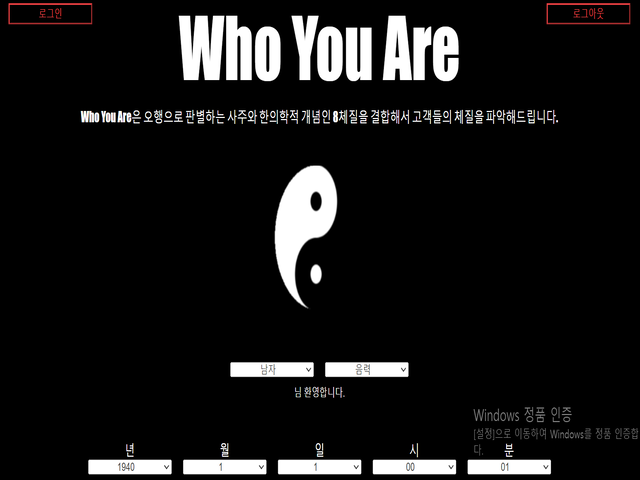 로그인
로그아웃
Who You Are
Who You Are은 오행으로 판별하는 사주와 한의학적 개념인 8체질을 결합해서 고객들의 체질을 파악해드립니다.
남자 음력
님 환영합니다.
Windows 정품 인증
[설정]으로 이동하여 Windows를 정품 인증합
다.
년 월 일 시 분
1940 1 1 00 01